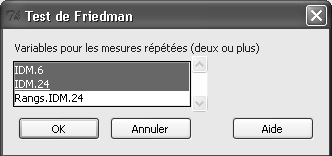 Test de Friedman
Variables pour les mesures répétées (deux ou plus)
IDM.6
IDM.24
Rangs.IDM.24
OK Annuler Aide